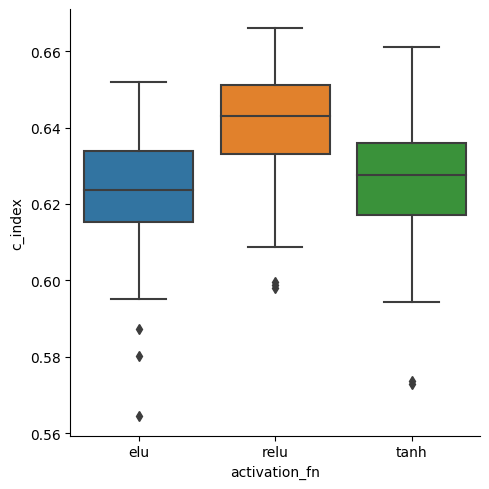 0.66
0.64
0.62
0.60
0.58
0.56
c_index
elu
relu
tanh
activation_fn